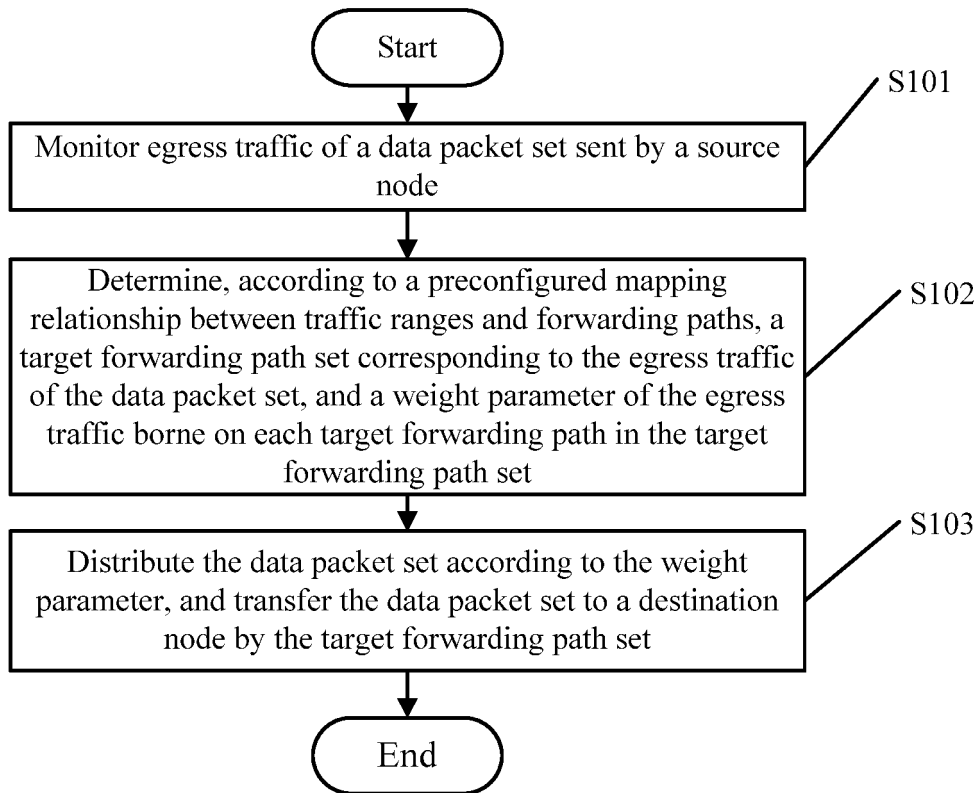 Start
S101
Monitor egress traffic of a data packet set sent by a source
node
S102
Determine, according to a preconfigured mapping
relationship between traffic ranges and forwarding paths, a
target forwarding path set corresponding to the egress traffic
of the data packet set, and a weight parameter of the egress
traffic borne on each target forwarding path in the target
forwarding path set
S103
Distribute the data packet set according to the weight
parameter, and transfer the data packet set to a destination
node by the target forwarding path set
End